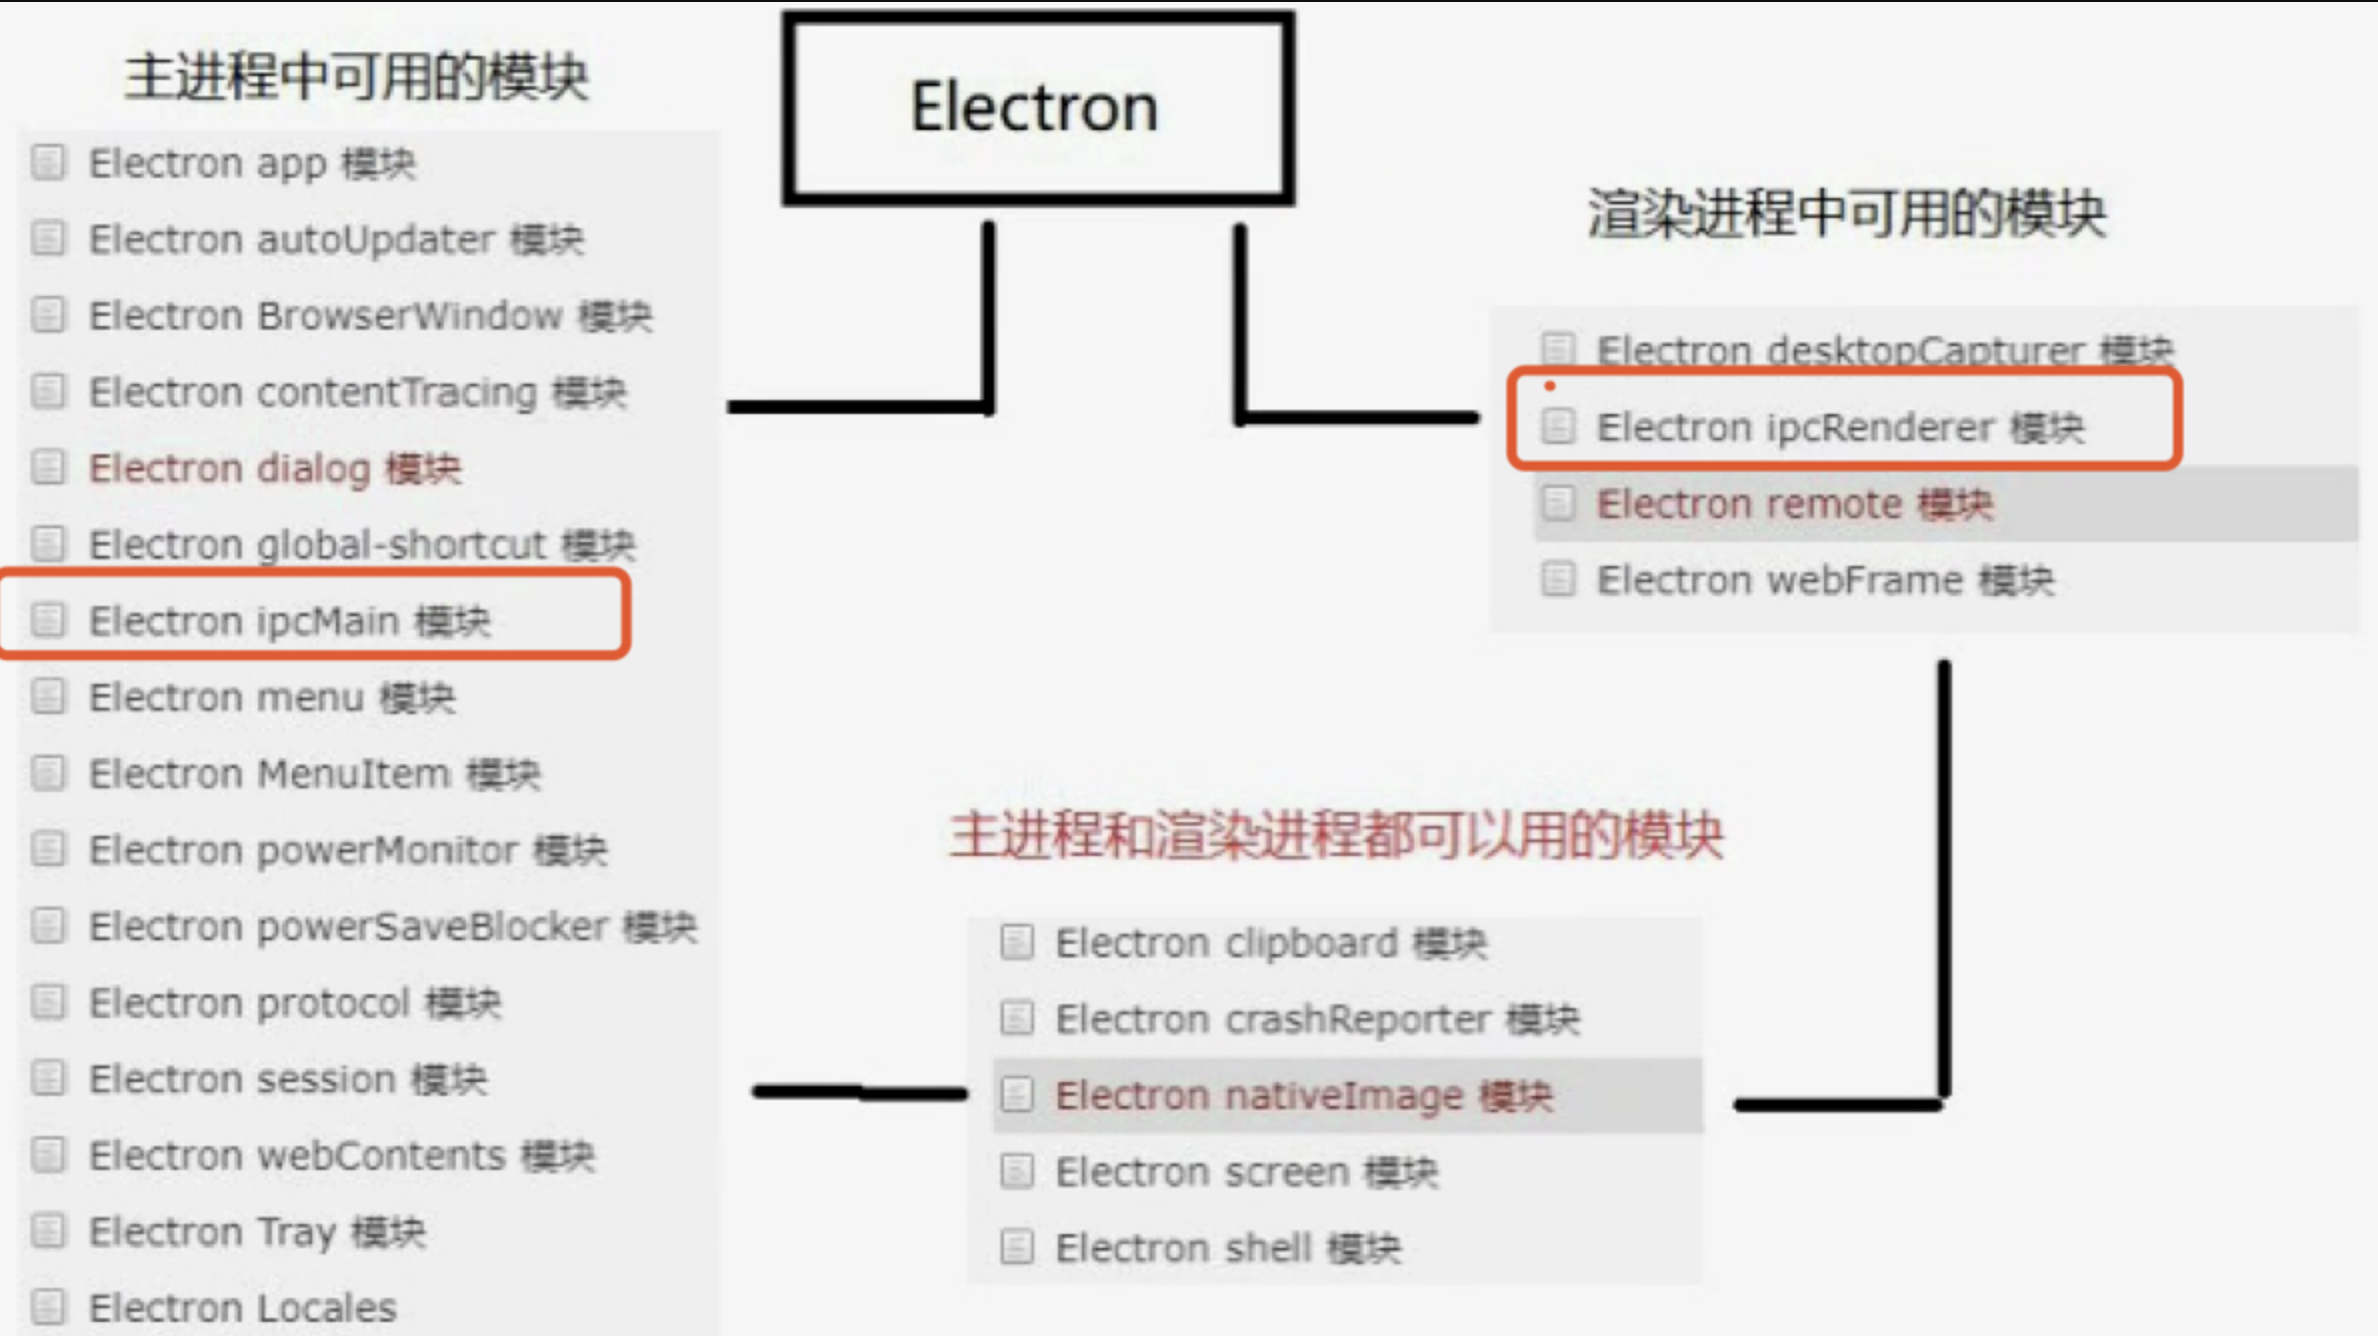 Electron
主进程中可用的模块
Electron app 模块
Electron autoUpdater 模块
Electron BrowserWindow 模块
Electron contentTracing 模块
Electron dialog 模块
Electron global-shortcut 模块
Electron ipcMain 模块
Electron menu 模块
Electron MenuItem 模块
Electron powerMonitor 模块
Electron powerSaveBlocker 模块
Electron protocol 模块
Electron session 模块
Electron webContents 模块
Electron Tray 模块
Electron Locales
渲染进程中可用的模块
Electron desktopCapturer 模块
Electron ipcRenderer 模块
Electron remote 模块
Electron webFrame 模块
主进程和渲染进程都可以用的模块
Electron clipboard 模块
Electron crashReporter 模块
Electron nativeImage 模块
Electron screen 模块
Electron shell 模块